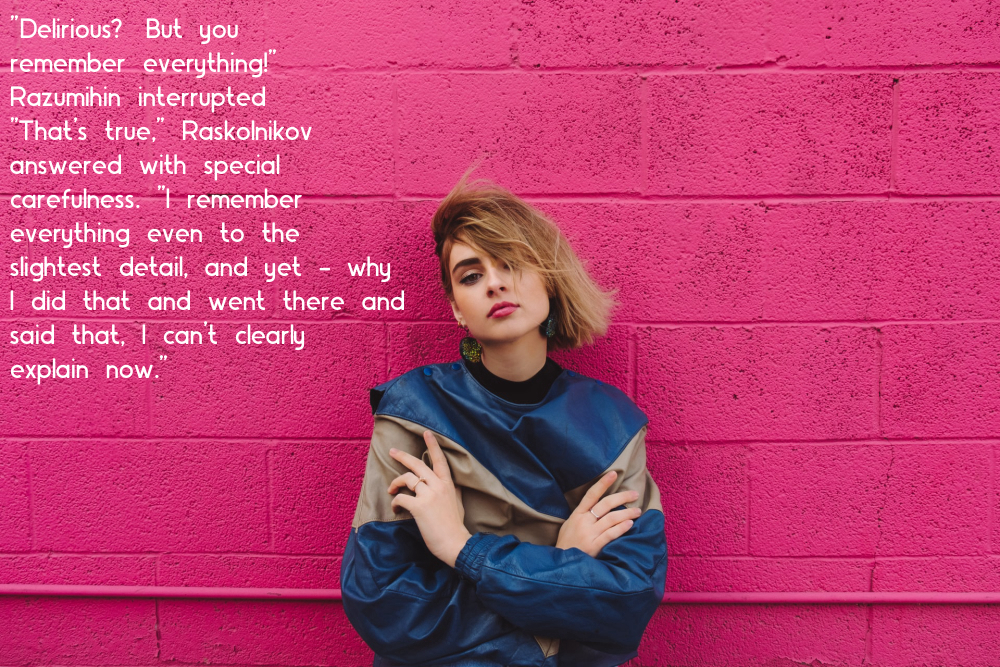 "Delirious? But you
remember everything!"
Razumihin interrupted
"That's true," Raskolnikov
answered with special
carefulness. "I remember
everything even to the
slightest detail, and yet - why
I did that and went there and
said that, I can't clearly
explain now."